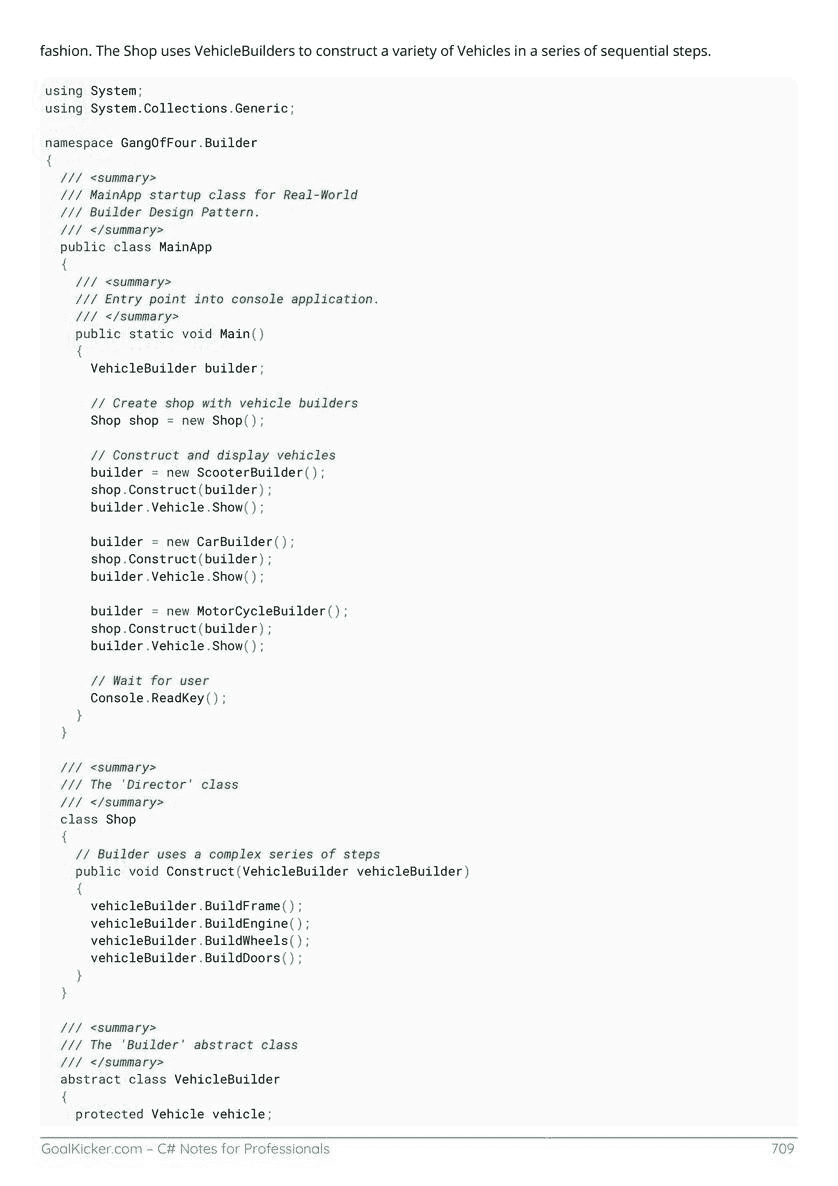 fashion. The Shop uses VehicleBuilders to construct a variety of Vehicles in a series of sequential steps.
using System;
using System.Collections.Generic;
namespace GangOfFour.Builder
{
/// <summary>
/// MainApp startup class for Real-World
/// Builder Design Pattern.
/// </summary>
public class MainApp
{
/// <summary>
/// Entry point into console application.
/// </summary>
public static void Main()
{
VehicleBuilder builder;
// Create shop with vehicle builders
Shop shop = new Shop();
// Construct and display vehicles
builder = new ScooterBuilder();
shop.Construct(builder);
builder.Vehicle.Show();
builder = new CarBuilder();
shop.Construct(builder);
builder.Vehicle.Show();
builder = new MotorCycleBuilder();
shop.Construct(builder);
builder.Vehicle.Show();
// Wait for user
Console.ReadKey();
}
}
/// <summary>
/// The 'Director' class
/// </summary>
class Shop
{
// Builder uses a complex series of steps
public void Construct(VehicleBuilder vehicleBuilder)
{
vehicleBuilder.BuildFrame();
vehicleBuilder.BuildEngine();
vehicleBuilder.BuildWheels();
vehicleBuilder.BuildDoors();
}
}
/// <summary>
/// The 'Builder' abstract class
/// </summary>
abstract class VehicleBuilder
{
protected Vehicle vehicle;
GoalKicker.com – C# Notes for Professionals 709